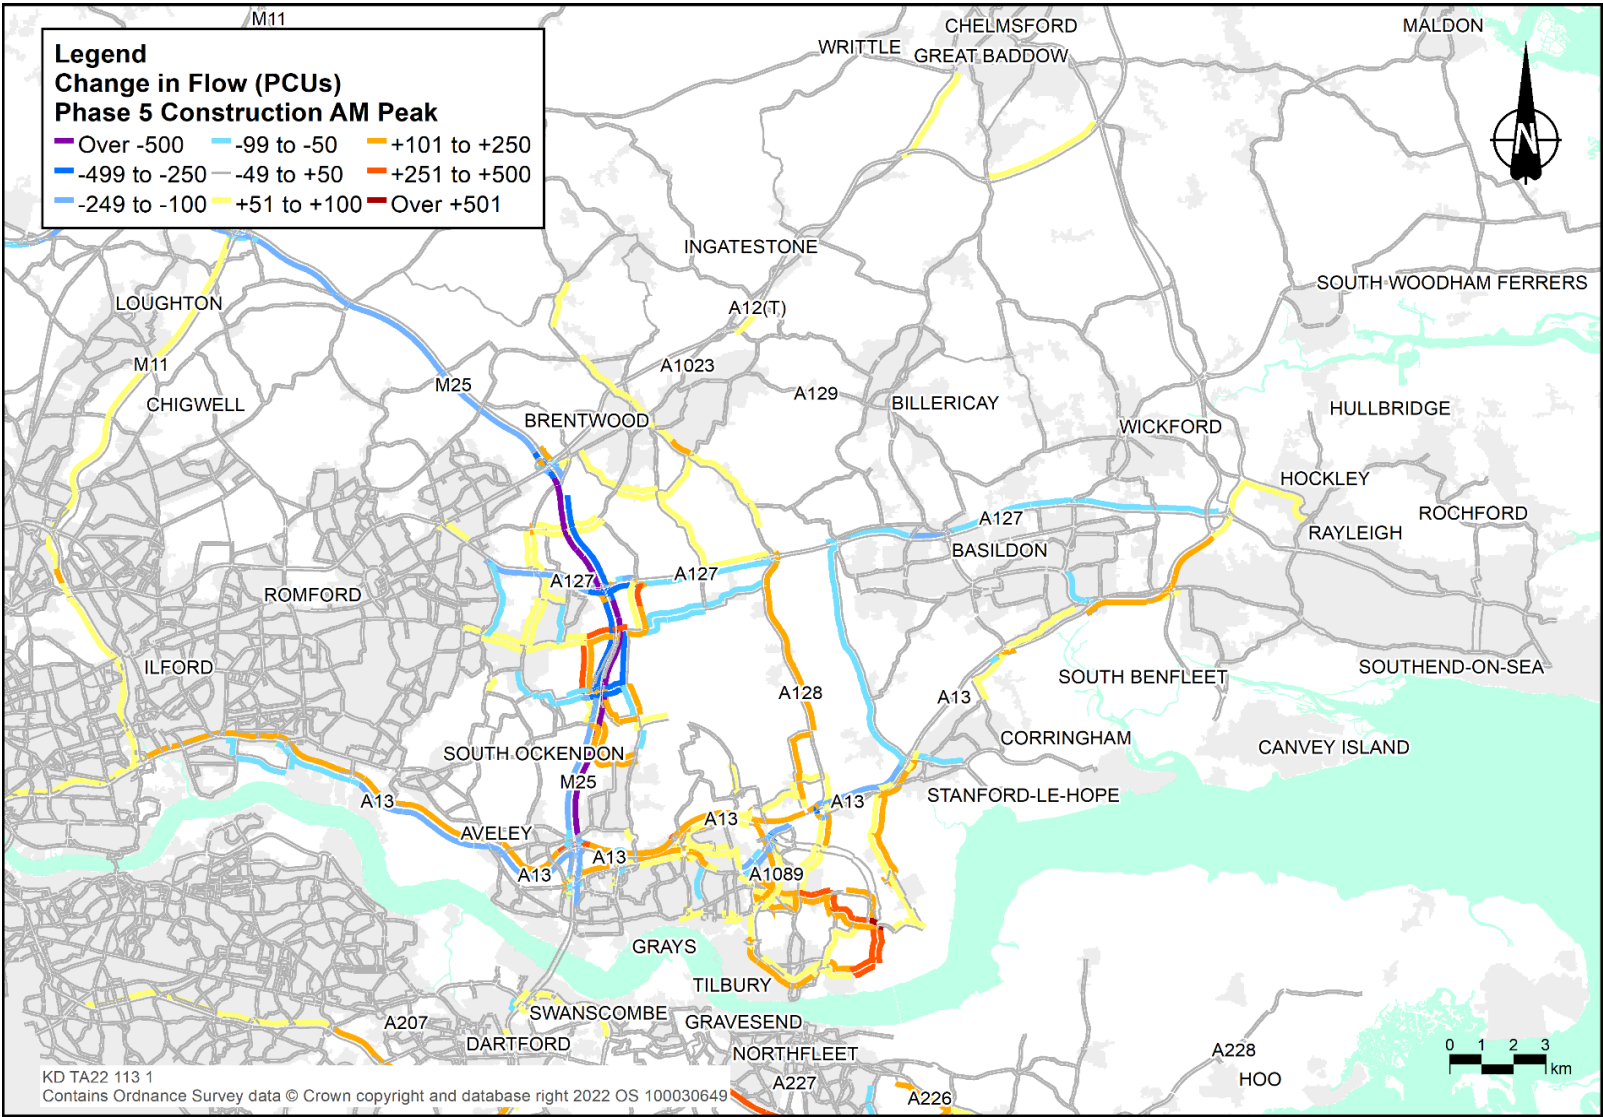 M11
CHELMSFORD
MALDON
WRITTLE
GREAT BADDOW
Legend
Change in Flow (PCUs)
Phase 5 Construction AM Peak
Over -500
-99 to -50
+101 to +250
-499 to -250
-49 to +50
+251 to +500
-249 to -100
+51 to +100
Over +501
N
INGATESTONE
SOUTH WOODHAM FERRERS
LOUGHTON
A12(T)
M11
A1023
M25
A129
CHIGWELL
BILLERICAY
HULLBRIDGE
BRENTWOOD
WICKFORD
HOCKLEY
A127
ROCHFORD
RAYLEIGH
BASILDON
A127
A127
ROMFORD
ILFORD
SOUTHEND-ON-SEA
SOUTH BENFLEET
A128
A13
CORRINGHAM
CANVEY ISLAND
SOUTH OCKENDON
M25
STANFORD-LE-HOPE
A13
A13
A13
AVELEY
A13
A13
A1089
GRAYS
TILBURY
SWANSCOMBE
GRAVESEND
A207
DARTFORD
NORTHFLEET
A228
HOO
A227
A226
0 1 2 3
km
KD TA22 113 1
Contains Ordnance Survey data © Crown copyright and database right 2022 OS 100030649